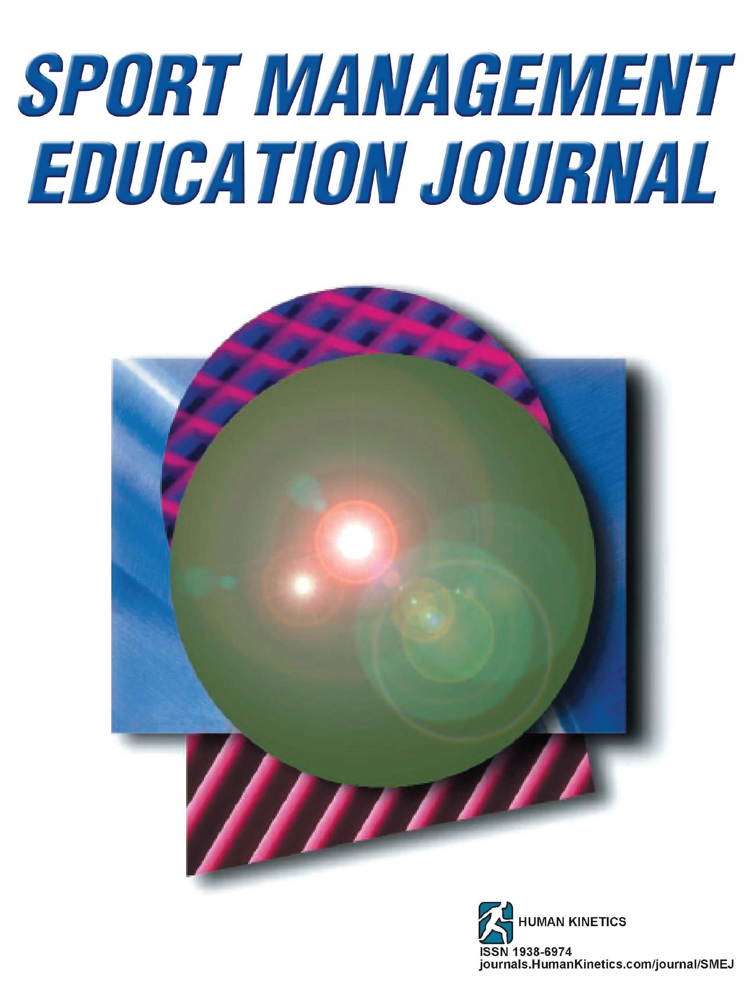 SPORT MANAGEMENT
EDUCATION JOURNAL
HUMAN KINETICS
ISSN 1938-6974
journals.HumanKinetics.com/journal/SMEJ